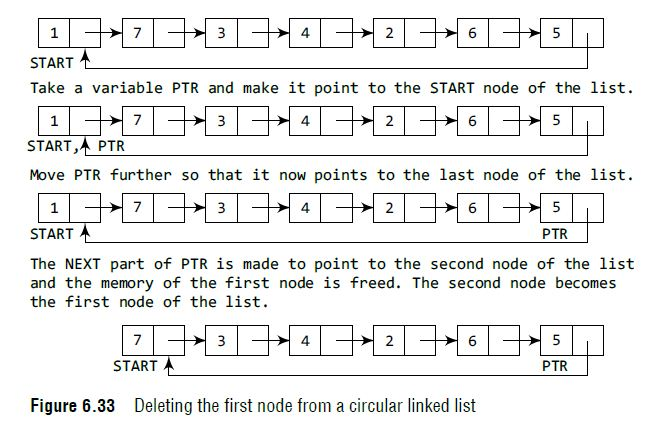 1 7 3 4 2 6 5
START
Take a variable PTR and make it point to the START node of the list.
1 7 3 4 2 6 5
START, PTR
Move PTR further so that it now points to the last node of the list.
1 7 3 4 2 6 5
START PTR
The NEXT part of PTR is made to point to the second node of the list
and the memory of the first node is freed. The second node becomes
the first node of the list.
7 3 4 2 6 5
START PTR
Figure 6.33 Deleting the first node from a circular linked list